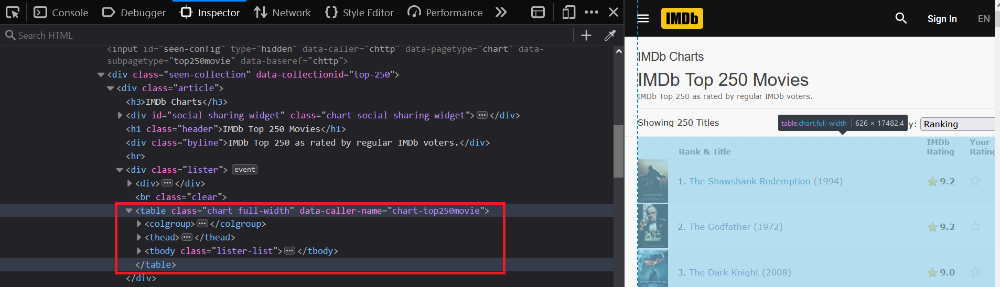 Console Debugger Inspector Network Style Editor Performance
Search HTML
<input id="seen-config" type="hidden" data-caller="chttp" data-pagetype="chart" data-
subpagetype="top250movie" data-baseref="chttp">
<div class="seen-collection" data-collectionid="top-250">
<div class="article">
<h3>IMDb Charts</h3>
<div id="social-sharing-widget" class="chart social-sharing-widget"></div>
<h1 class="header">IMDb Top 250 Movies</h1>
<div class="byline">IMDb Top 250 as rated by regular IMDb voters.</div>
<hr>
<div class="lister"> event
<div></div>
<br class="clear">
<table class="chart full-width" data-caller-name="chart-top250movie">
<colgroup></colgroup>
<thead></thead>
<tbody class="lister-list"></tbody>
</table>
</div>
IMDb Sign In EN
IMDb Charts
IMDb Top 250 Movies
IMDb Top 250 as rated by regular IMDb voters.
Showing 250 Titles table.chart.full-width 626 × 17482.4 y: Ranking
Rank & Title IMDb Rating Your Rating
1. The Shawshank Redemption (1994) 9.2
2. The Godfather (1972) 9.2
3. The Dark Knight (2008) 9.0